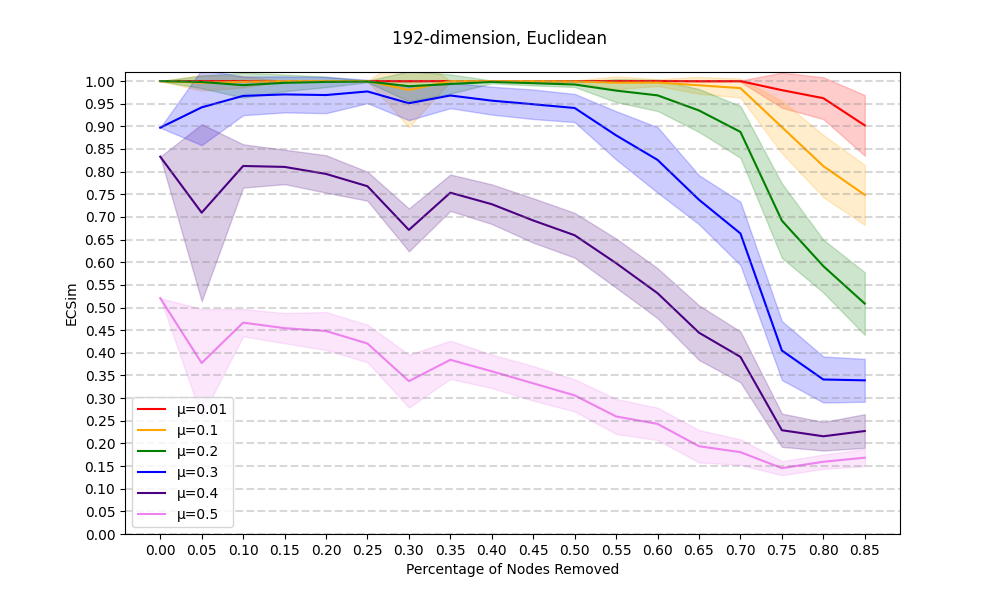 192-dimension, Euclidean
ECSim
1.00
0.95
0.90
0.85
0.80
0.75
0.70
0.65
0.60
0.55
0.50
0.45
0.40
0.35
0.30
0.25
0.20
0.15
0.10
0.05
0.00
μ=0.01
μ=0.1
μ=0.2
μ=0.3
μ=0.4
μ=0.5
0.00 0.05 0.10 0.15 0.20 0.25 0.30 0.35 0.40 0.45 0.50 0.55 0.60 0.65 0.70 0.75 0.80 0.85
Percentage of Nodes Removed